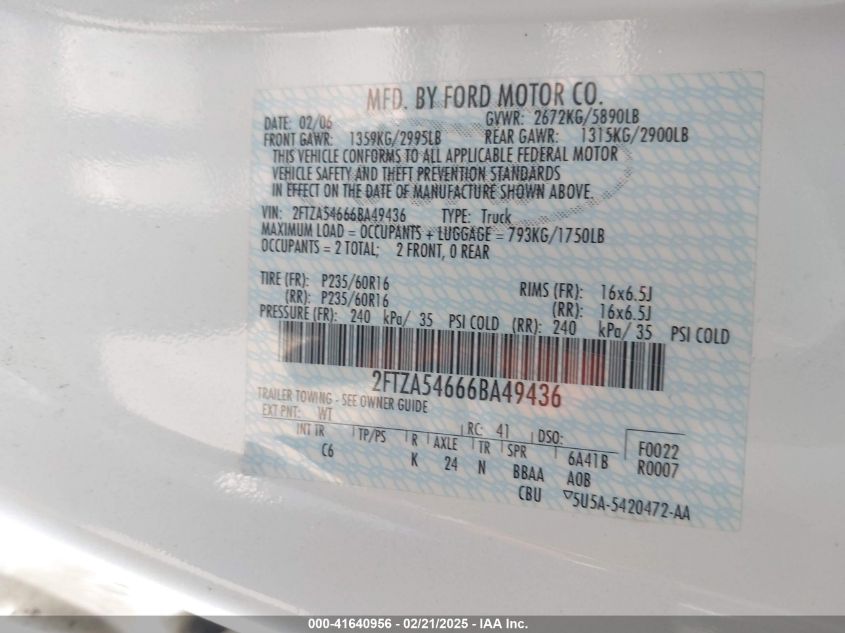 MFD. BY FORD MOTOR CO.
DATE: 02/06 GVWR: 2672KG/5890LB
FRONT GAWR: 1359KG/2995LB REAR GAWR: 1315KG/2900LB
THIS VEHICLE CONFORMS TO ALL APPLICABLE FEDERAL MOTOR
VEHICLE SAFETY AND THEFT PREVENTION STANDARDS
IN EFFECT ON THE DATE OF MANUFACTURE SHOWN ABOVE.
VIN: 2FTZA54666BA49436 TYPE: Truck
MAXIMUM LOAD = OCCUPANTS + LUGGAGE = 793KG/1750LB
OCCUPANTS = 2 TOTAL; 2 FRONT, 0 REAR
TIRE (FR): P235/60R16 RIMS (FR): 16x6.5J
(RR): P235/60R16 (RR): 16x6.5J
PRESSURE (FR): 240 kPa/ 35 PSI COLD (RR): 240 kPa/ 35 PSI COLD
2FTZA54666BA49436
TRAILER TOWING - SEE OWNER GUIDE
EXT PNT: WT RC: 41 DSO: F0022
INT TR TP/PS R AXLE TR SPR 6A41B R0007
C6 K 24 N BBAA A0B
CBU ▽5U5A-5420472-AA
000-41640956 - 02/21/2025 - IAA Inc.